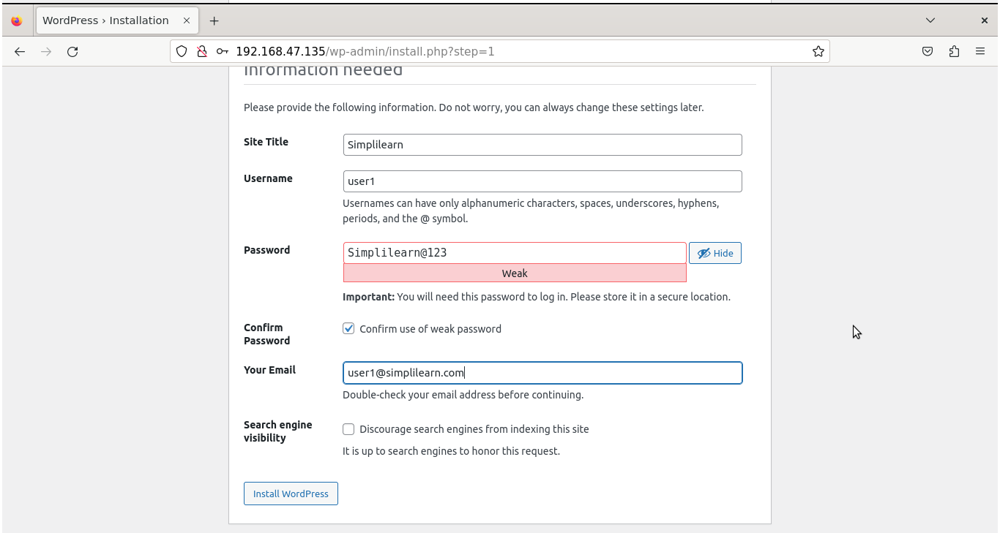 WordPress › Installation
192.168.47.135/wp-admin/install.php?step=1
Information needed
Please provide the following information. Do not worry, you can always change these settings later.
Site Title
Simplilearn
Username
user1
Usernames can have only alphanumeric characters, spaces, underscores, hyphens,
periods, and the @ symbol.
Password
Simplilearn@123
Hide
Weak
Important: You will need this password to log in. Please store it in a secure location.
Confirm
Password
Confirm use of weak password
Your Email
user1@simplilearn.com
Double-check your email address before continuing.
Search engine
visibility
Discourage search engines from indexing this site
It is up to search engines to honor this request.
Install WordPress